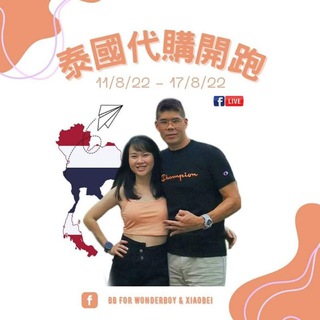 泰國代購開跑
11/8/22 - 17/8/22
f LIVE
Champion
f BB FOR WONDERBOY & XIAOBEI